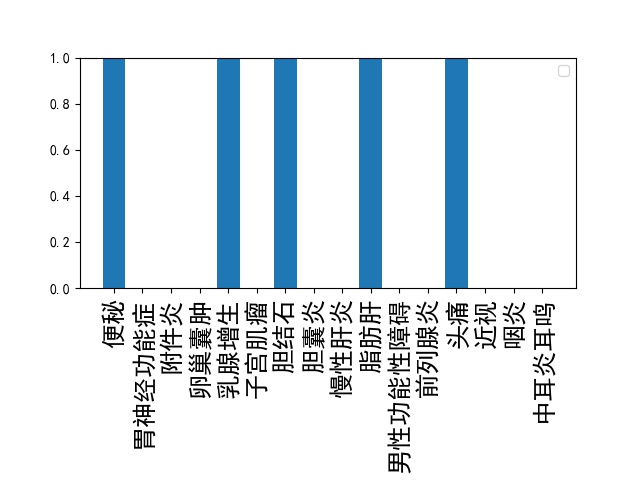 1.0
0.8
0.6
0.4
0.2
0.0
便秘
胃神经功能症
附件炎
卵巢囊肿
乳腺增生
子宫肌瘤
胆结石
胆囊炎
慢性肝炎
脂肪肝
男性功能性障碍
前列腺炎
头痛
近视
咽炎
中耳炎耳鸣